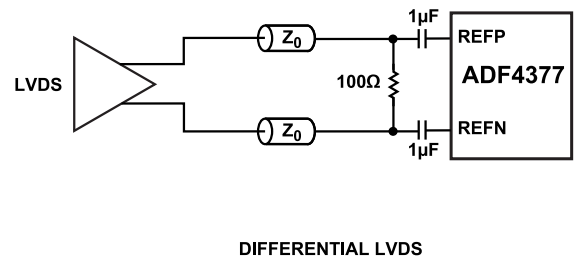 1µF
Z0
REFP
LVDS
100Ω
ADF4377
Z0
REFN
1µF
DIFFERENTIAL LVDS